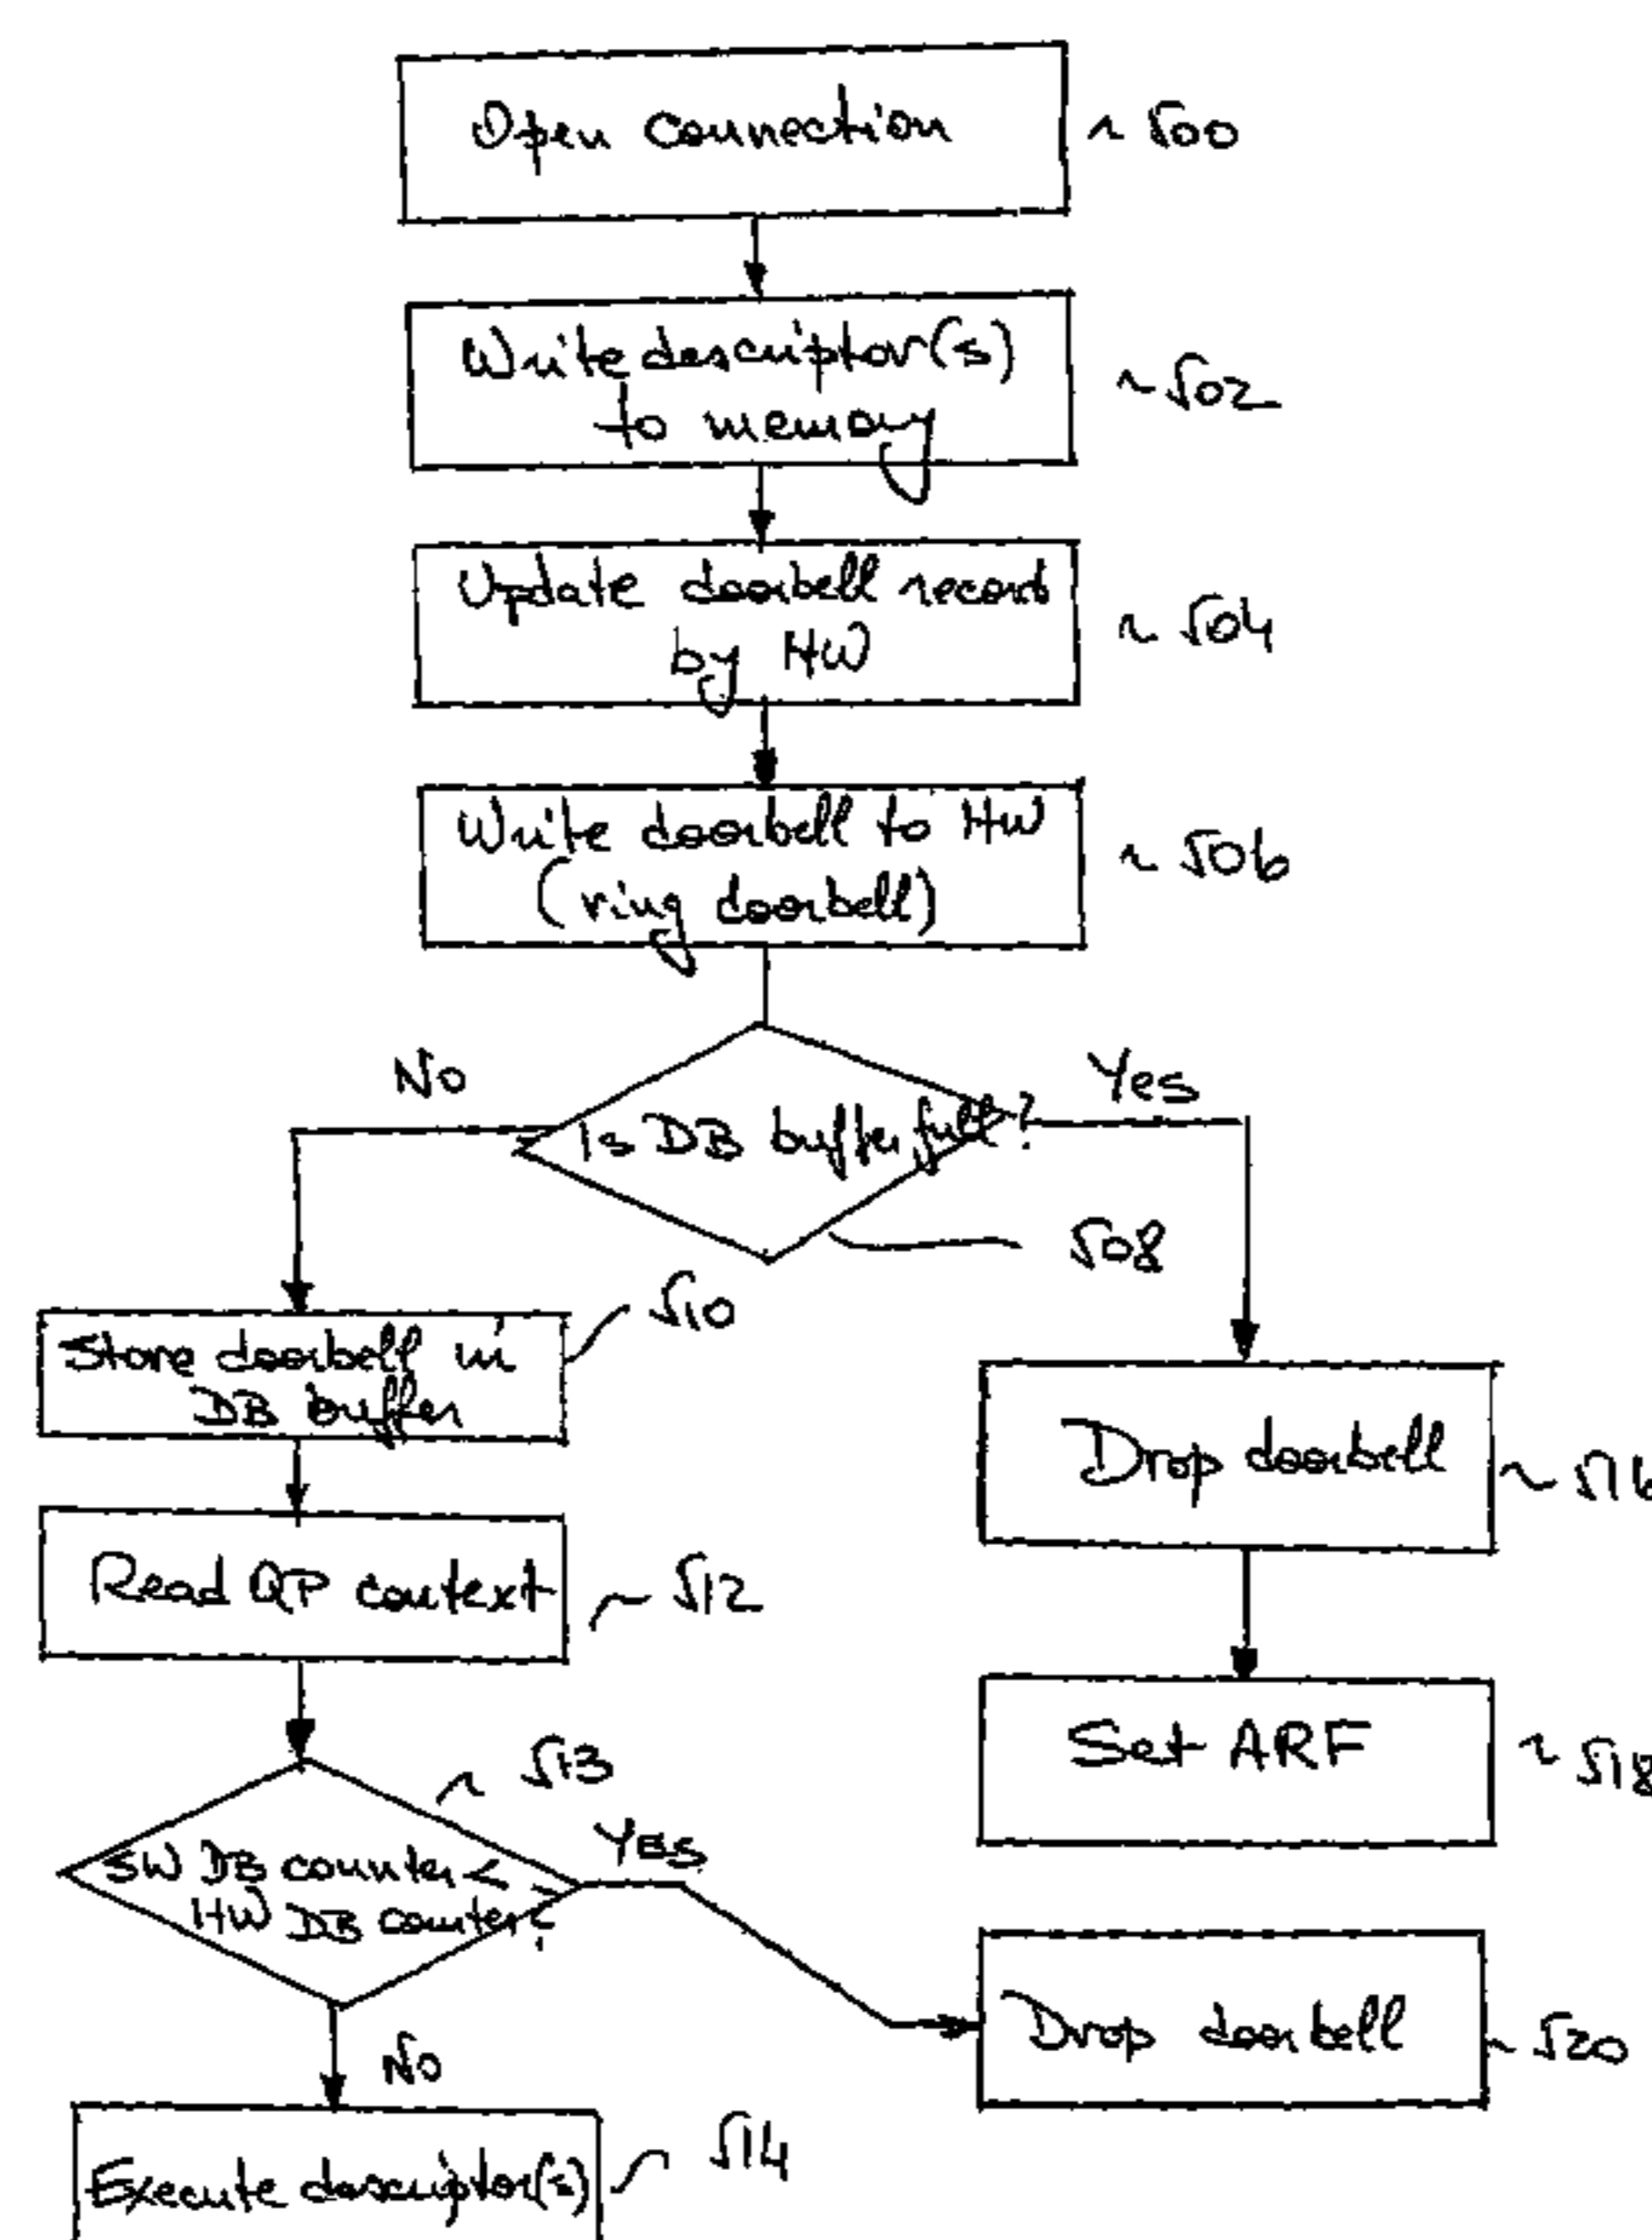 Open connection ~ 500
Write descriptor(s) ~ 502
to memory
Update doorbell record ~ 504
by HW
Write doorbell to HW ~ 506
(ring doorbell)
No
Yes
Is DB buffer full?
508
510
Store doorbell in
DB buffer
Drop doorbell ~ 516
Read QP context ~ 512
Set ARF ~ 518
~ 513
SW DB counter <
HW DB counter?
YES
Drop doorbell ~ 520
No
Execute descriptor(s) 514